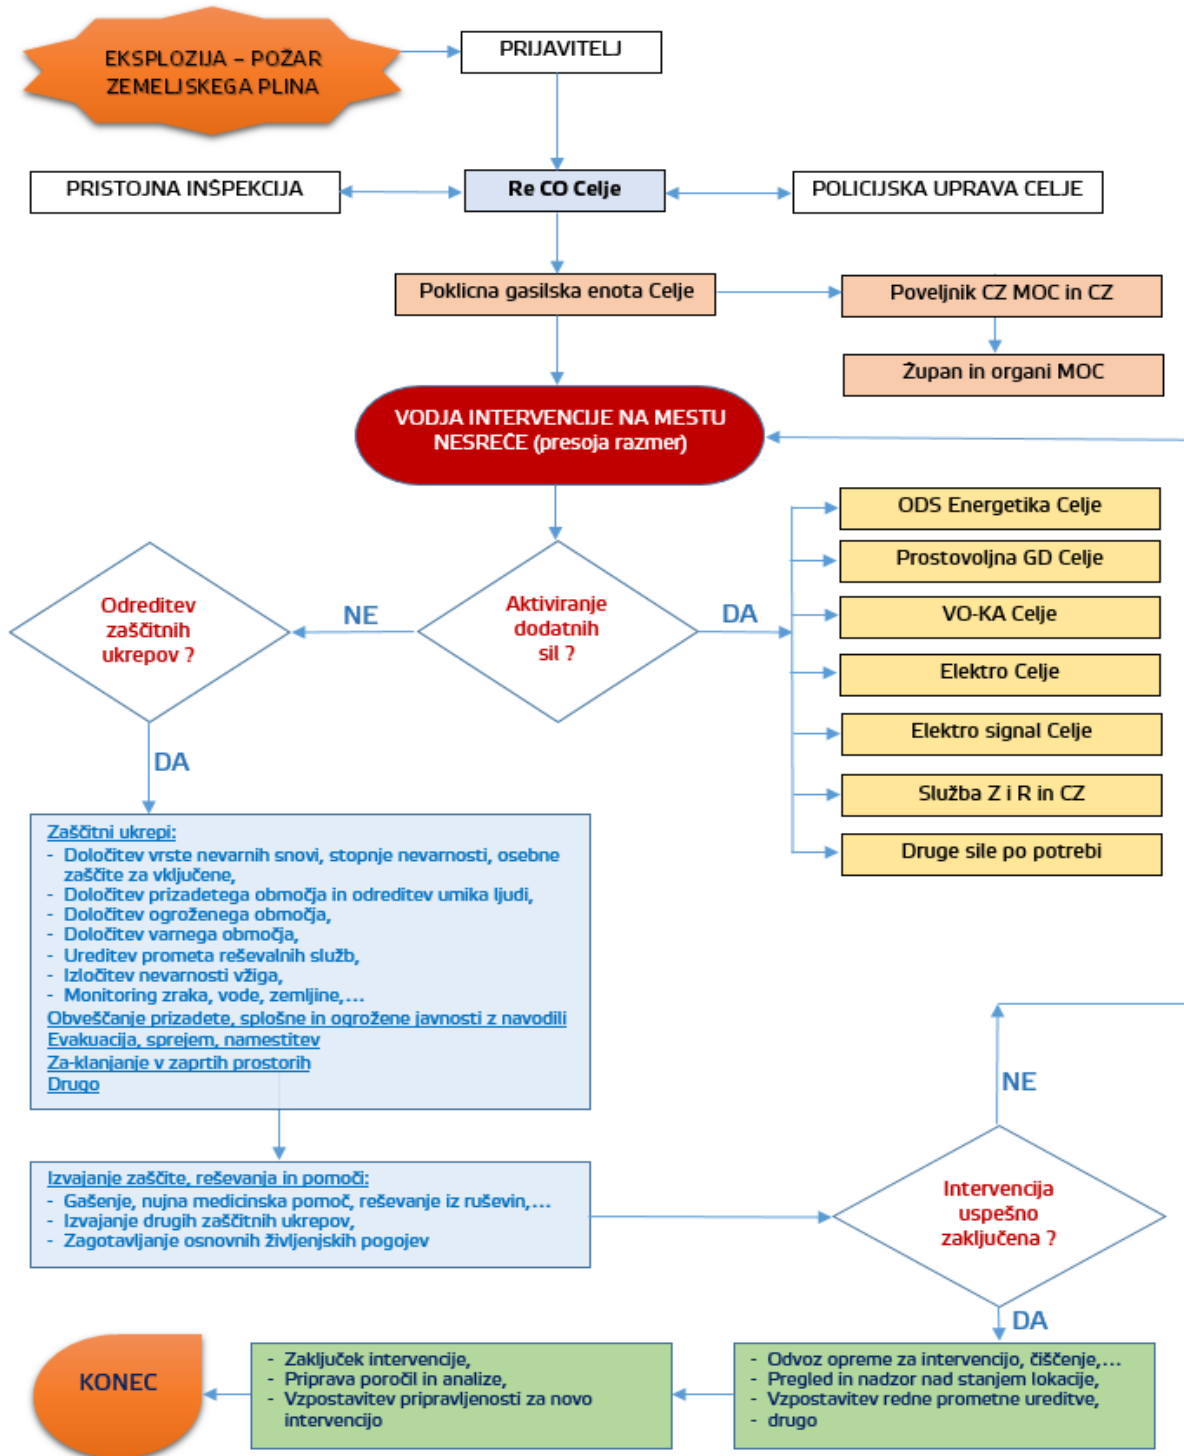 EKSPLOZIJA – POŽAR
ZEMELJSKEGA PLINA
PRIJAVITELJ
PRISTOJNA INŠPEKCIJA
Re CO Celje
POLICIJSKA UPRAVA CELJE
Poklicna gasilska enota Celje
Poveljnik CZ MOC in CZ
Župan in organi MOC
VODJA INTERVENCIJE NA MESTU
NESREČE (presoja razmer)
ODS Energetika Celje
Prostovoljna GD Celje
VO-KA Celje
Elektro Celje
Elektro signal Celje
Služba Z i R in CZ
Druge sile po potrebi
Aktiviranje
dodatnih
sil ?
DA
NE
Odreditev
zaščitnih
ukrepov ?
DA
Zaščitni ukrepi:
- Določitev vrste nevarnih snovi, stopnje nevarnosti, osebne
zaščite za vključene,
- Določitev prizadetega območja in odreditev umika ljudi,
- Določitev ogroženega območja,
- Določitev varnega območja,
- Ureditev prometa reševalnih služb,
- Izločitev nevarnosti vžiga,
- Monitoring zraka, vode, zemljine,…
Obveščanje prizadete, splošne in ogrožene javnosti z navodili
Evakuacija, sprejem, namestitev
Za-klanjanje v zaprtih prostorih
Drugo
Izvajanje zaščite, reševanja in pomoči:
- Gašenje, nujna medicinska pomoč, reševanje iz ruševin,…
- Izvajanje drugih zaščitnih ukrepov,
- Zagotavljanje osnovnih življenjskih pogojev
NE
Intervencija
uspešno
zaključena ?
DA
- Odvoz opreme za intervencijo, čiščenje,…
- Pregled in nadzor nad stanjem lokacije,
- Vzpostavitev redne prometne ureditve,
- drugo
- Zaključek intervencije,
- Priprava poročil in analize,
- Vzpostavitev pripravljenosti za novo
intervencijo
KONEC